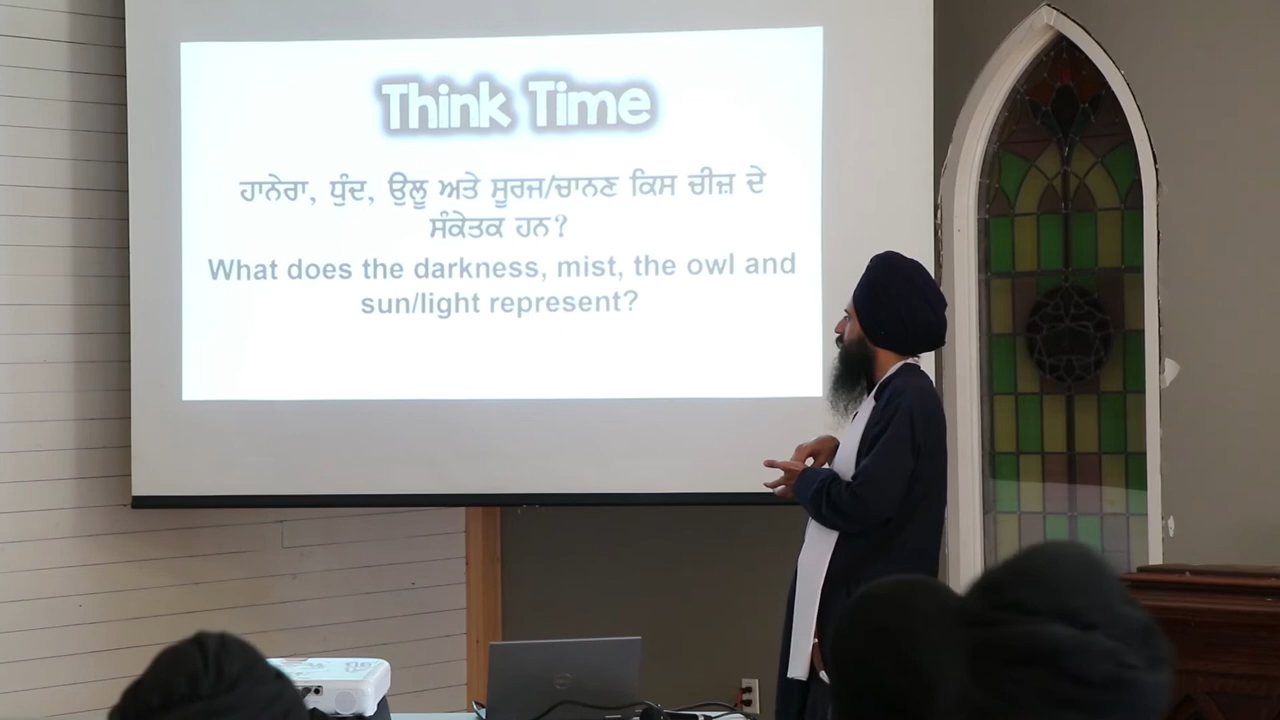 Think Time
ਹਾਨੇਰਾ, ਧੁੰਦ, ਉਲੂ ਅਤੇ ਸੂਰਜ/ਚਾਨਣ ਕਿਸ ਚੀਜ਼ ਦੇ
ਸੰਕੇਤਕ ਹਨ?
What does the darkness, mist, the owl and
sun/light represent?